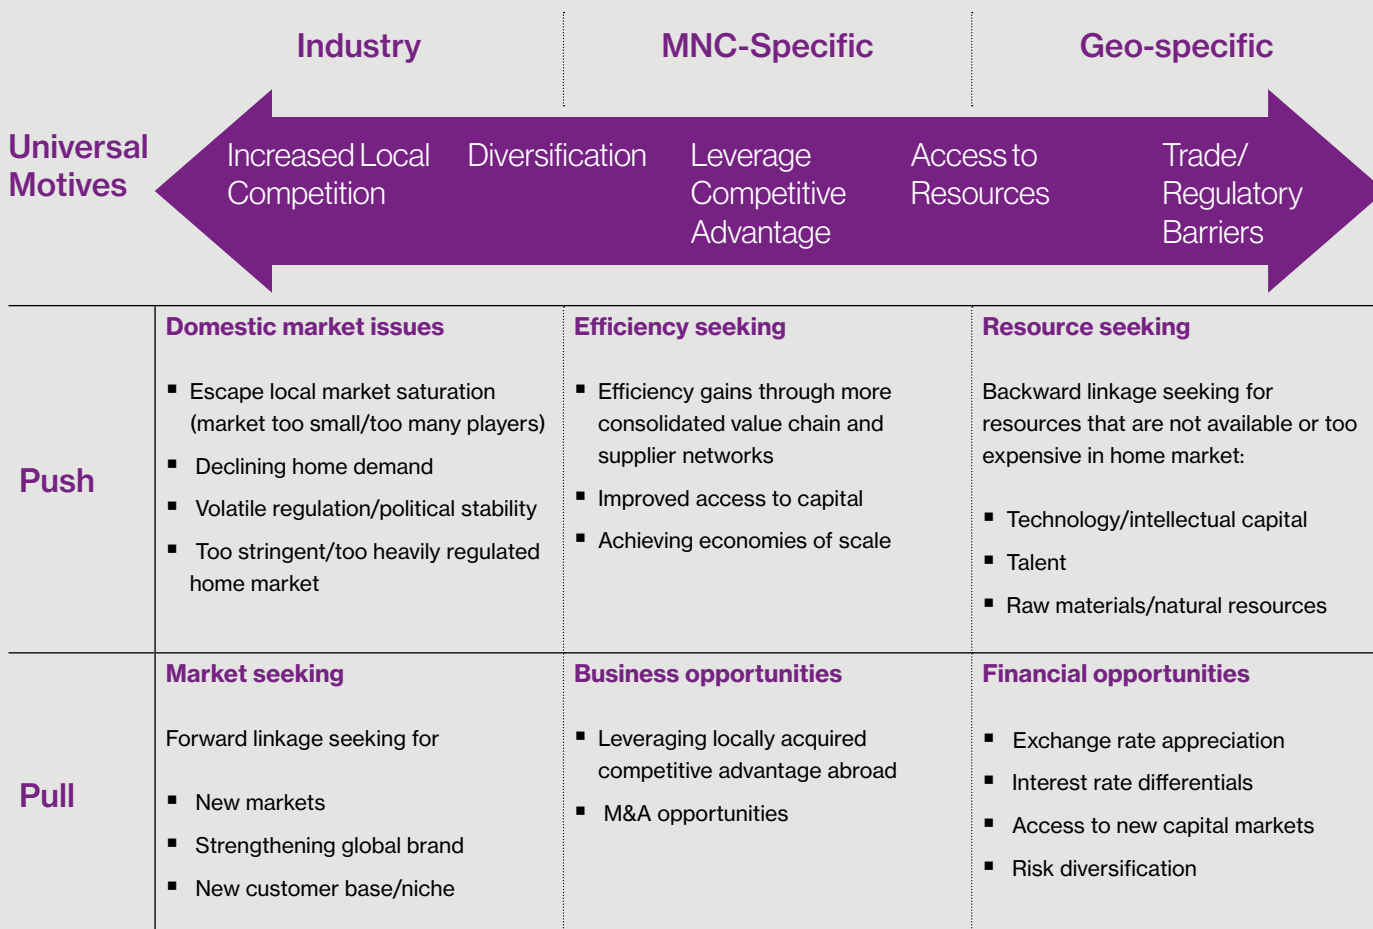 Industry
MNC-Specific
Geo-specific
Universal
Motives
Increased Local
Competition
Diversification
Leverage
Competitive
Advantage
Access to
Resources
Trade/
Regulatory
Barriers
Push
Domestic market issues
▪ Escape local market saturation
(market too small/too many players)
▪ Declining home demand
▪ Volatile regulation/political stability
▪ Too stringent/too heavily regulated
home market
Efficiency seeking
▪ Efficiency gains through more
consolidated value chain and
supplier networks
▪ Improved access to capital
▪ Achieving economies of scale
Resource seeking
Backward linkage seeking for
resources that are not available or too
expensive in home market:
▪ Technology/intellectual capital
▪ Talent
▪ Raw materials/natural resources
Pull
Market seeking
Forward linkage seeking for
▪ New markets
▪ Strengthening global brand
▪ New customer base/niche
Business opportunities
▪ Leveraging locally acquired
competitive advantage abroad
▪ M&A opportunities
Financial opportunities
▪ Exchange rate appreciation
▪ Interest rate differentials
▪ Access to new capital markets
▪ Risk diversification